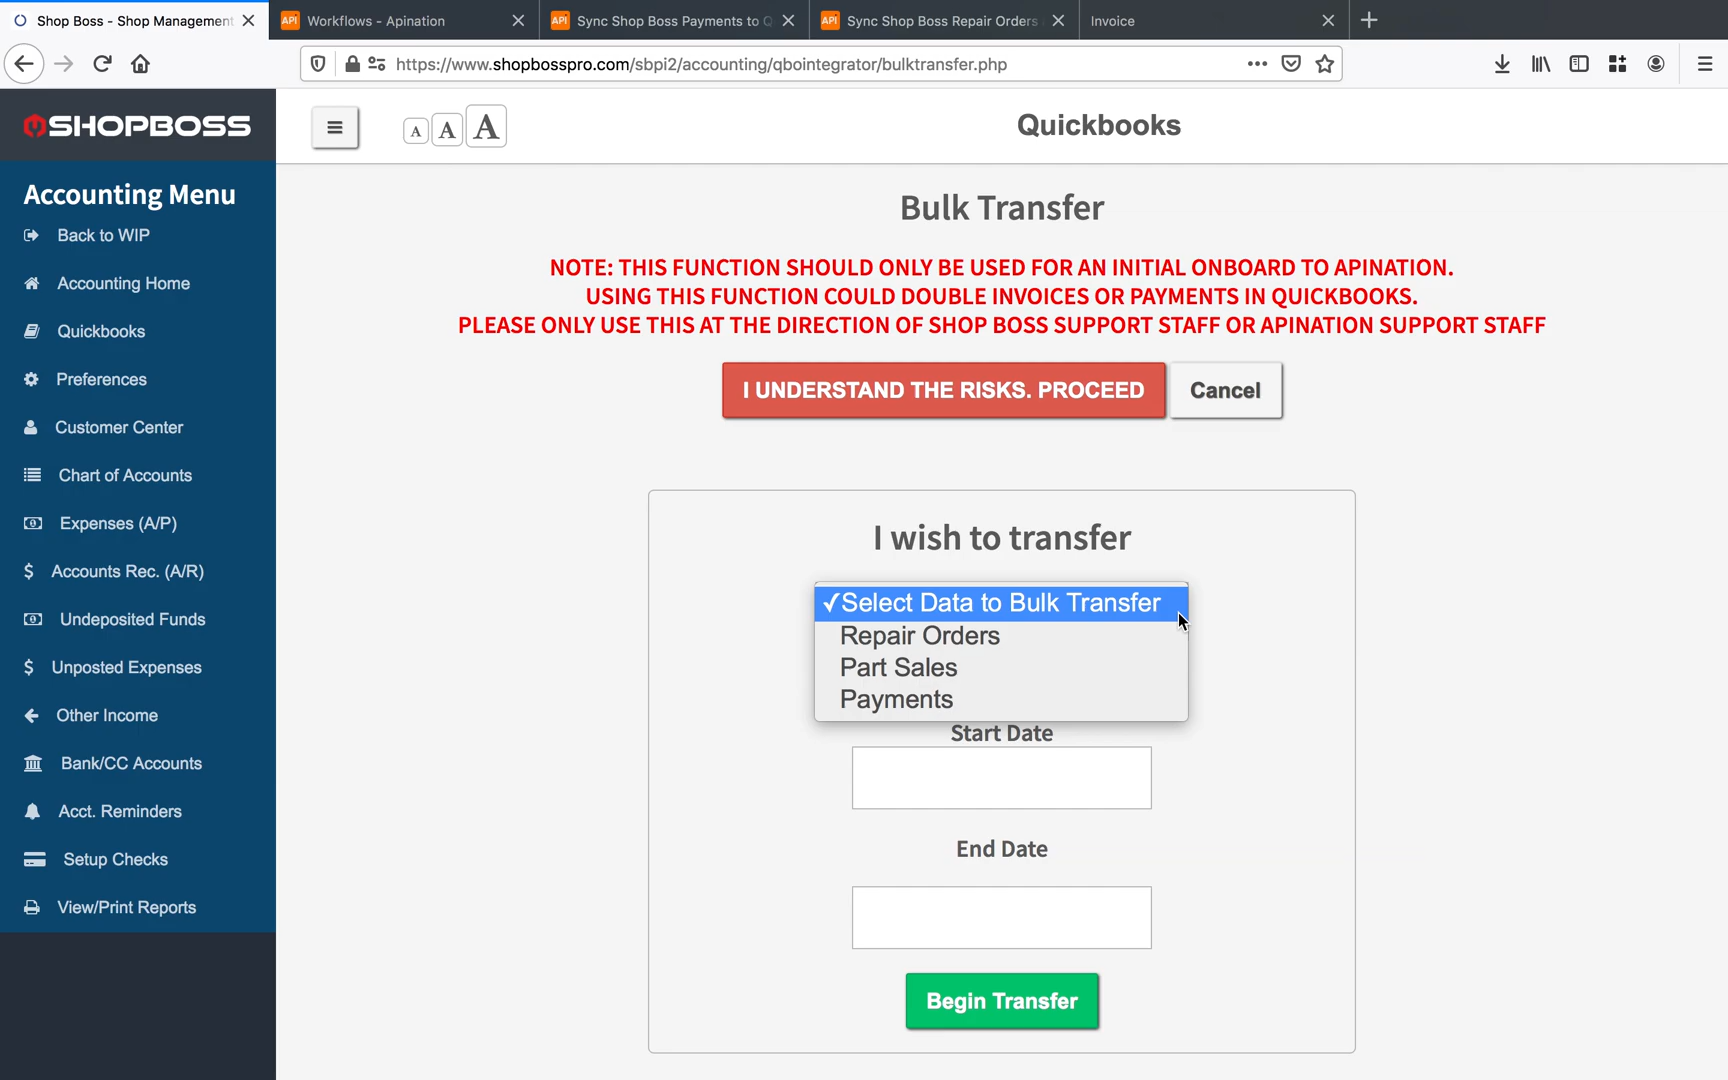 Shop Boss - Shop Management
Workflows - Apination
Sync Shop Boss Payments to Q
Sync Shop Boss Repair Orders
Invoice
https://www.shopbosspro.com/sbpi2/accounting/qbointegrator/bulktransfer.php
SHOPBOSS
A A A
Quickbooks
Accounting Menu
Back to WIP
Accounting Home
Quickbooks
Preferences
Customer Center
Chart of Accounts
Expenses (A/P)
Accounts Rec. (A/R)
Undeposited Funds
Unposted Expenses
Other Income
Bank/CC Accounts
Acct. Reminders
Setup Checks
View/Print Reports
Bulk Transfer
NOTE: THIS FUNCTION SHOULD ONLY BE USED FOR AN INITIAL ONBOARD TO APINATION.
USING THIS FUNCTION COULD DOUBLE INVOICES OR PAYMENTS IN QUICKBOOKS.
PLEASE ONLY USE THIS AT THE DIRECTION OF SHOP BOSS SUPPORT STAFF OR APINATION SUPPORT STAFF
I UNDERSTAND THE RISKS. PROCEED
Cancel
I wish to transfer
✓Select Data to Bulk Transfer
Repair Orders
Part Sales
Payments
Start Date
End Date
Begin Transfer